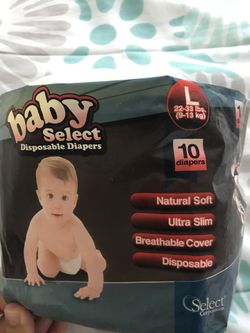 baby
Select
Disposable Diapers
L
22-33 lbs.
(9-13 kg)
10
diapers
Natural Soft
Ultra Slim
Breathable Cover
Disposable
Select